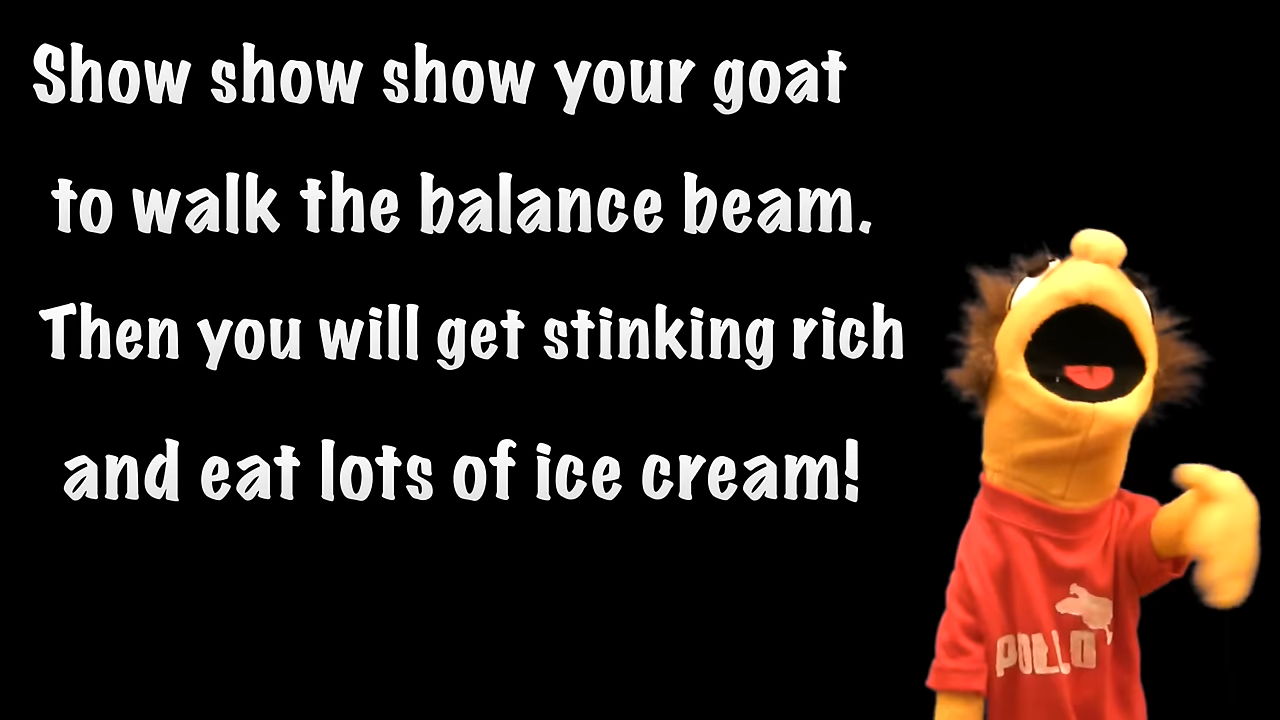 Show show show your goat
to walk the balance beam.
Then you will get stinking rich
and eat lots of ice cream!
POLLO